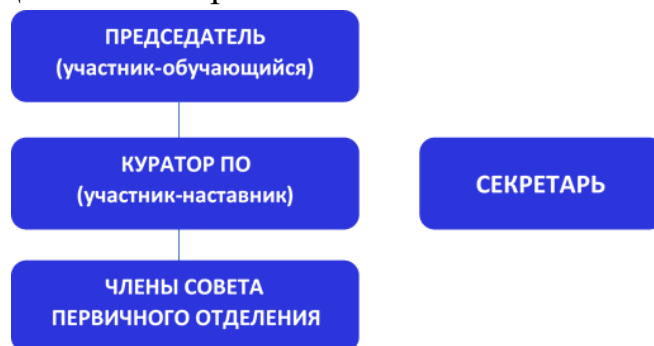 ПРЕДСЕДАТЕЛЬ
(участник-обучающийся)
КУРАТОР ПО
(участник-наставник)
СЕКРЕТАРЬ
ЧЛЕНЫ СОВЕТА
ПЕРВИЧНОГО ОТДЕЛЕНИЯ